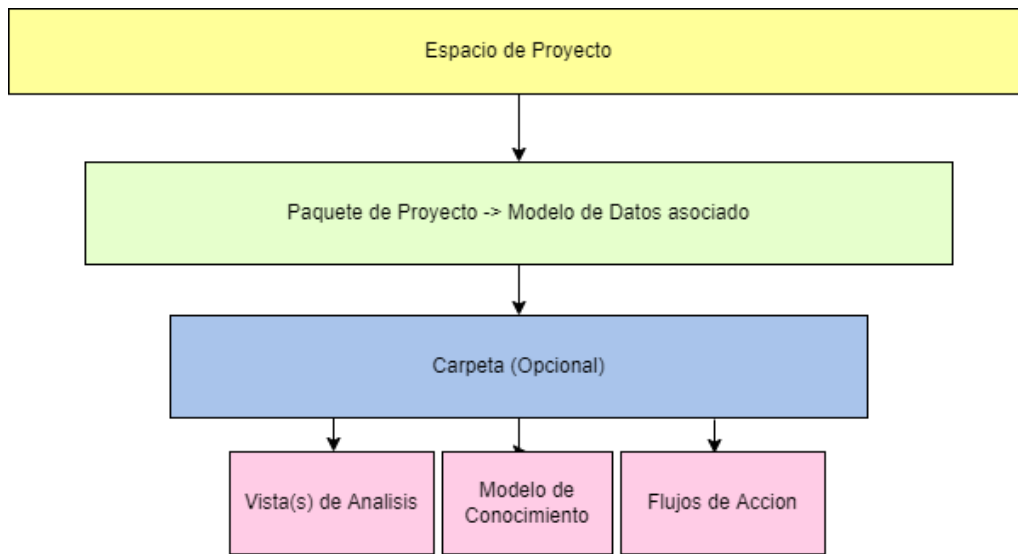 Espacio de Proyecto
Paquete de Proyecto -> Modelo de Datos asociado
Carpeta (Opcional)
Vista(s) de Analisis
Modelo de
Conocimiento
Flujos de Accion